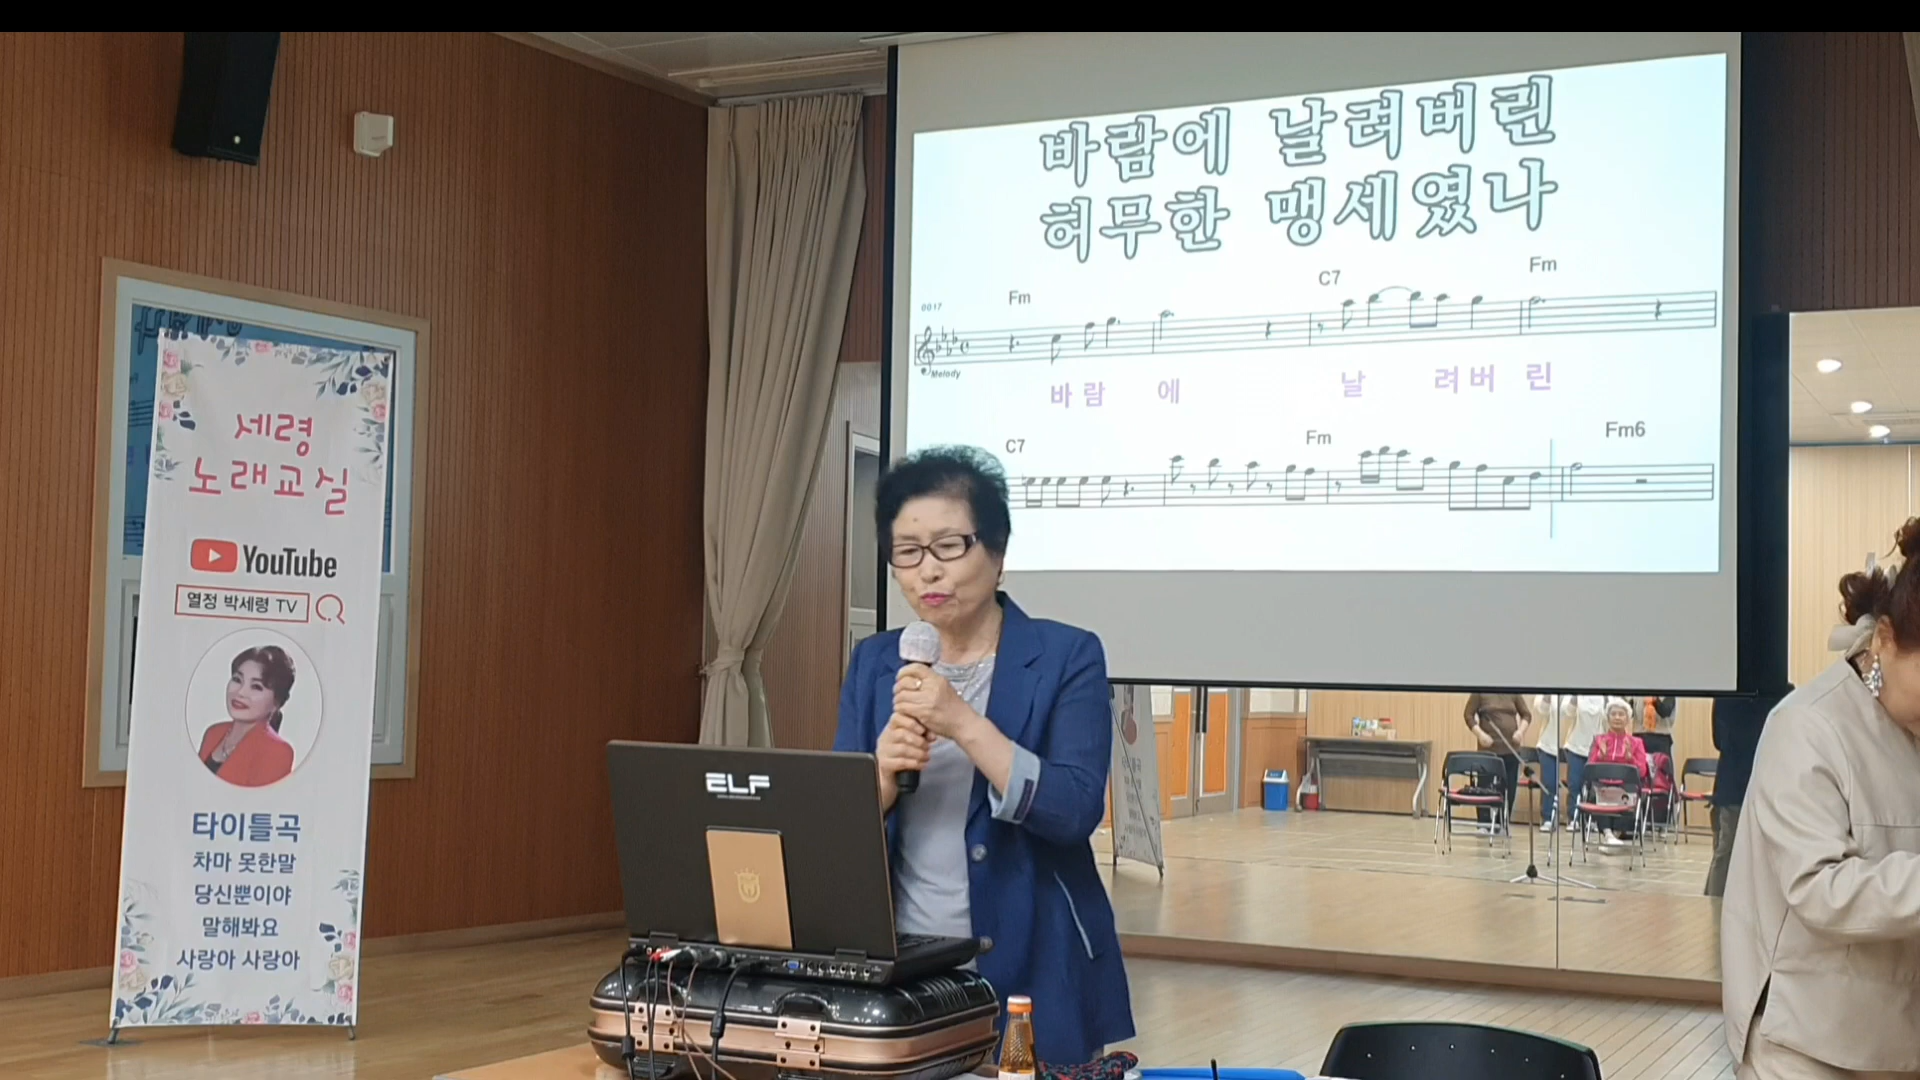 세령
노래교실
YouTube
열정 박세령 TV
타이틀곡
차마 못한말
당신뿐이야
말해봐요
사랑아 사랑아
바람에 날려버린
허무한 맹세였나
0017
Fm C7 Fm
Melody
바람 에 날 려버 린
C7 Fm Fm6
ELF